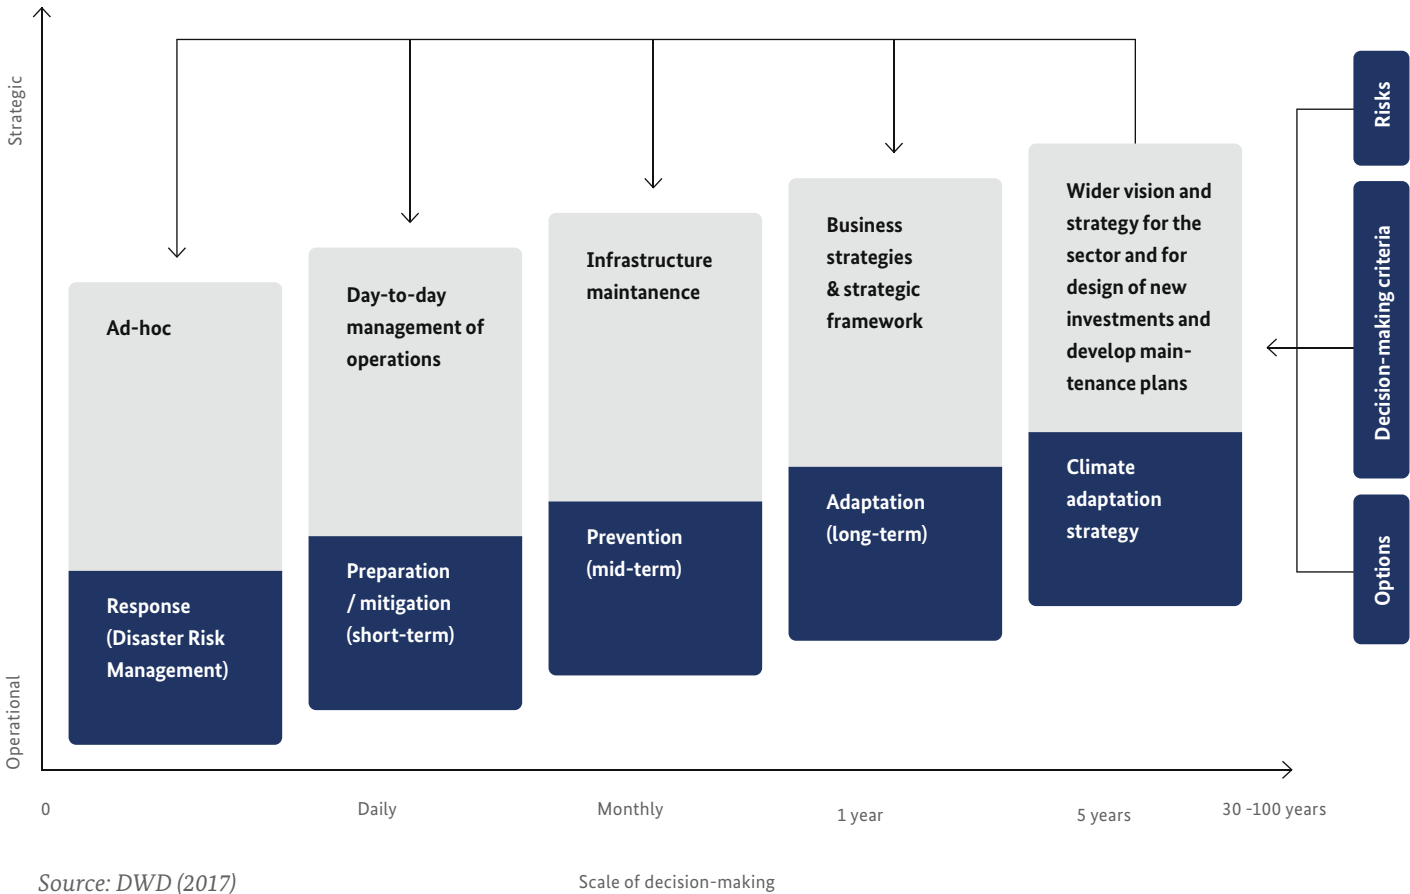 Strategic
Operational
Ad-hoc
Response
(Disaster Risk
Management)
Day-to-day
management of
operations
Preparation
/ mitigation
(short-term)
Infrastructure
maintanence
Prevention
(mid-term)
Business
strategies
& strategic
framework
Adaptation
(long-term)
Wider vision and
strategy for the
sector and for
design of new
investments and
develop main-
tenance plans
Climate
adaptation
strategy
Risks
Decision-making criteria
Options
0
Daily
Monthly
1 year
5 years
30 -100 years
Source: DWD (2017)
Scale of decision-making